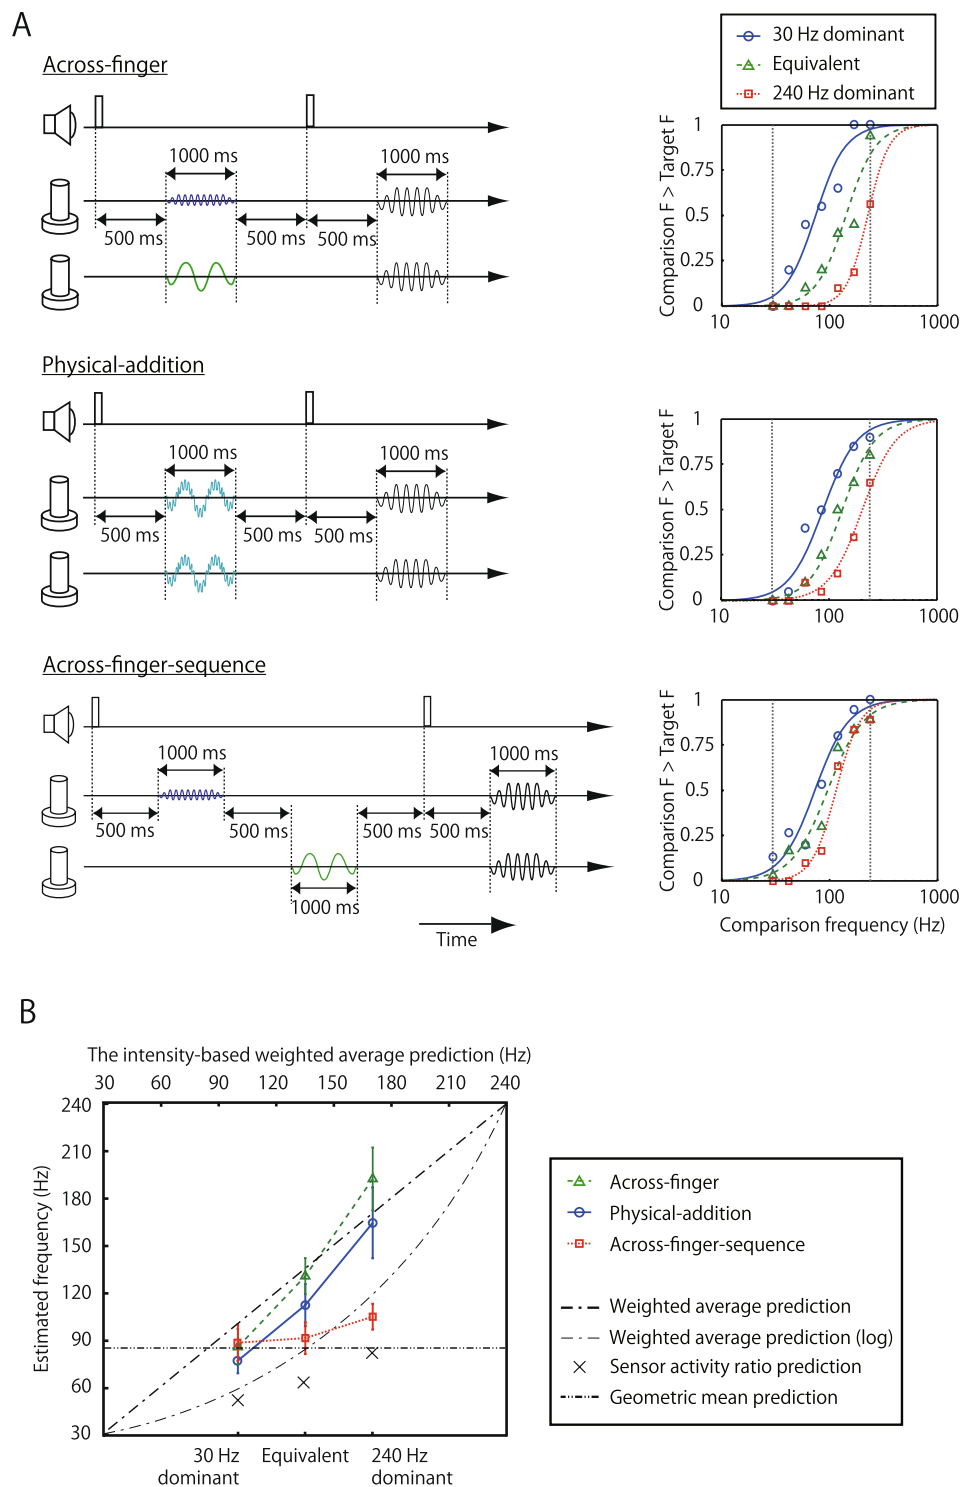 A
Across-finger
1000 ms
1000 ms
500 ms
500 ms
500 ms
30 Hz dominant
Equivalent
240 Hz dominant
Comparison F > Target F
1
0.75
0.5
0.25
0
10
100
1000
Physical-addition
1000 ms
1000 ms
500 ms
500 ms
500 ms
Comparison F > Target F
1
0.75
0.5
0.25
0
10
100
1000
Across-finger-sequence
1000 ms
1000 ms
500 ms
500 ms
500 ms
500 ms
1000 ms
Time
Comparison F > Target F
1
0.75
0.5
0.25
0
10
100
1000
Comparison frequency (Hz)
B
The intensity-based weighted average prediction (Hz)
30 60 90 120 150 180 210 240
Estimated frequency (Hz)
240
210
180
150
120
90
60
30
30 Hz
dominant
Equivalent
240 Hz
dominant
Across-finger
Physical-addition
Across-finger-sequence
Weighted average prediction
Weighted average prediction (log)
Sensor activity ratio prediction
Geometric mean prediction